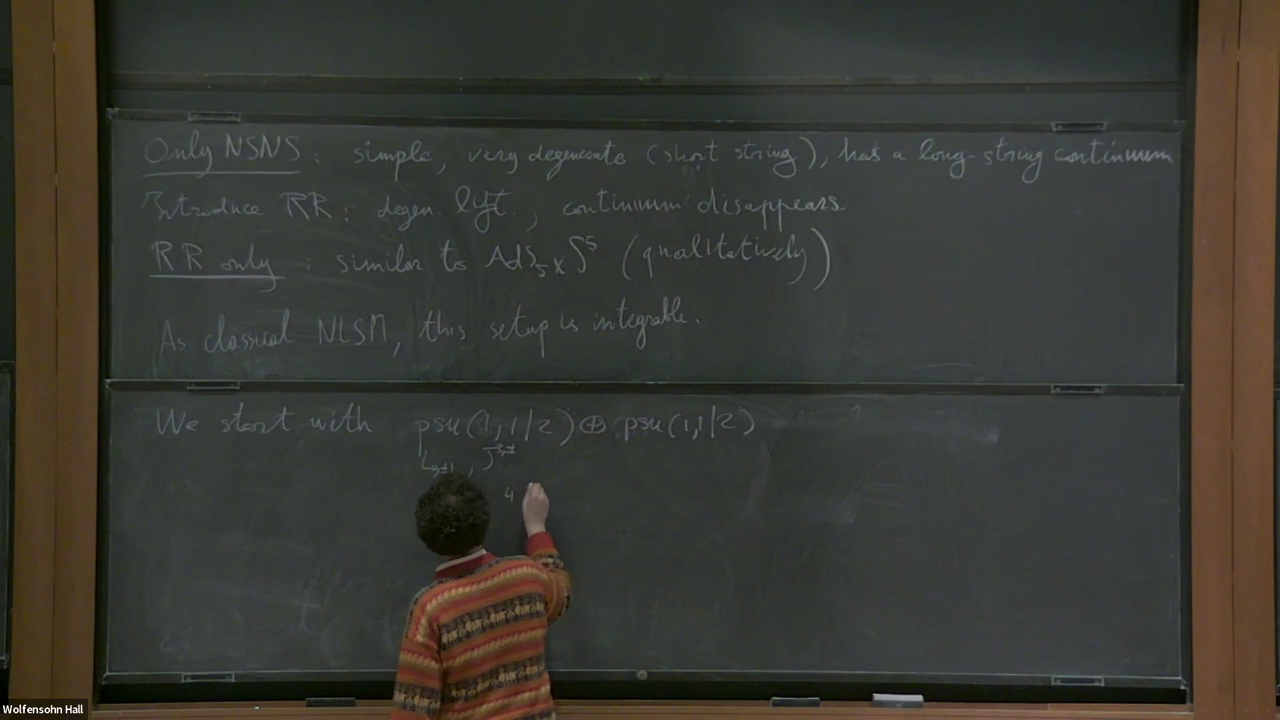 Only NSNS : simple, very degenerate (short string), has a long-string continuum
Introduce RR : degen. lift , continuum disappears
RR only : similar to AdS₅ x S⁵ (qualitatively)
As classical NLSM, this setup is integrable.
We start with psu(1,1/2) ⊕ psu(1,1/2)
4
Wolfensohn Hall